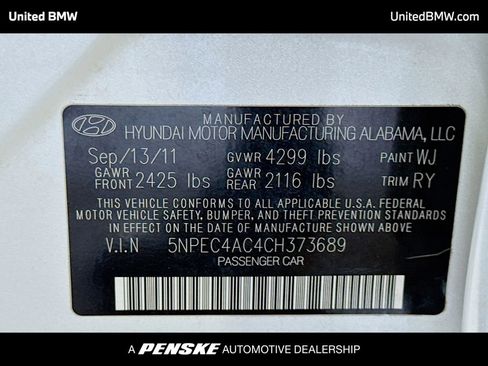 United BMW
UnitedBMW.com
MANUFACTURED BY
HYUNDAI MOTOR MANUFACTURING ALABAMA, LLC
Sep/13/11 GVWR 4299 lbs PAINT WJ
GAWR FRONT 2425 lbs GAWR REAR 2116 lbs TRIM RY
THIS VEHICLE CONFORMS TO ALL APPLICABLE U.S.A. FEDERAL
MOTOR VEHICLE SAFETY, BUMPER, AND THEFT PREVENTION STANDARDS
IN EFFECT ON THE DATE OF MANUFACTURE SHOWN ABOVE
V.I.N 5NPEC4AC4CH373689
PASSENGER CAR
A PENSKE AUTOMOTIVE DEALERSHIP